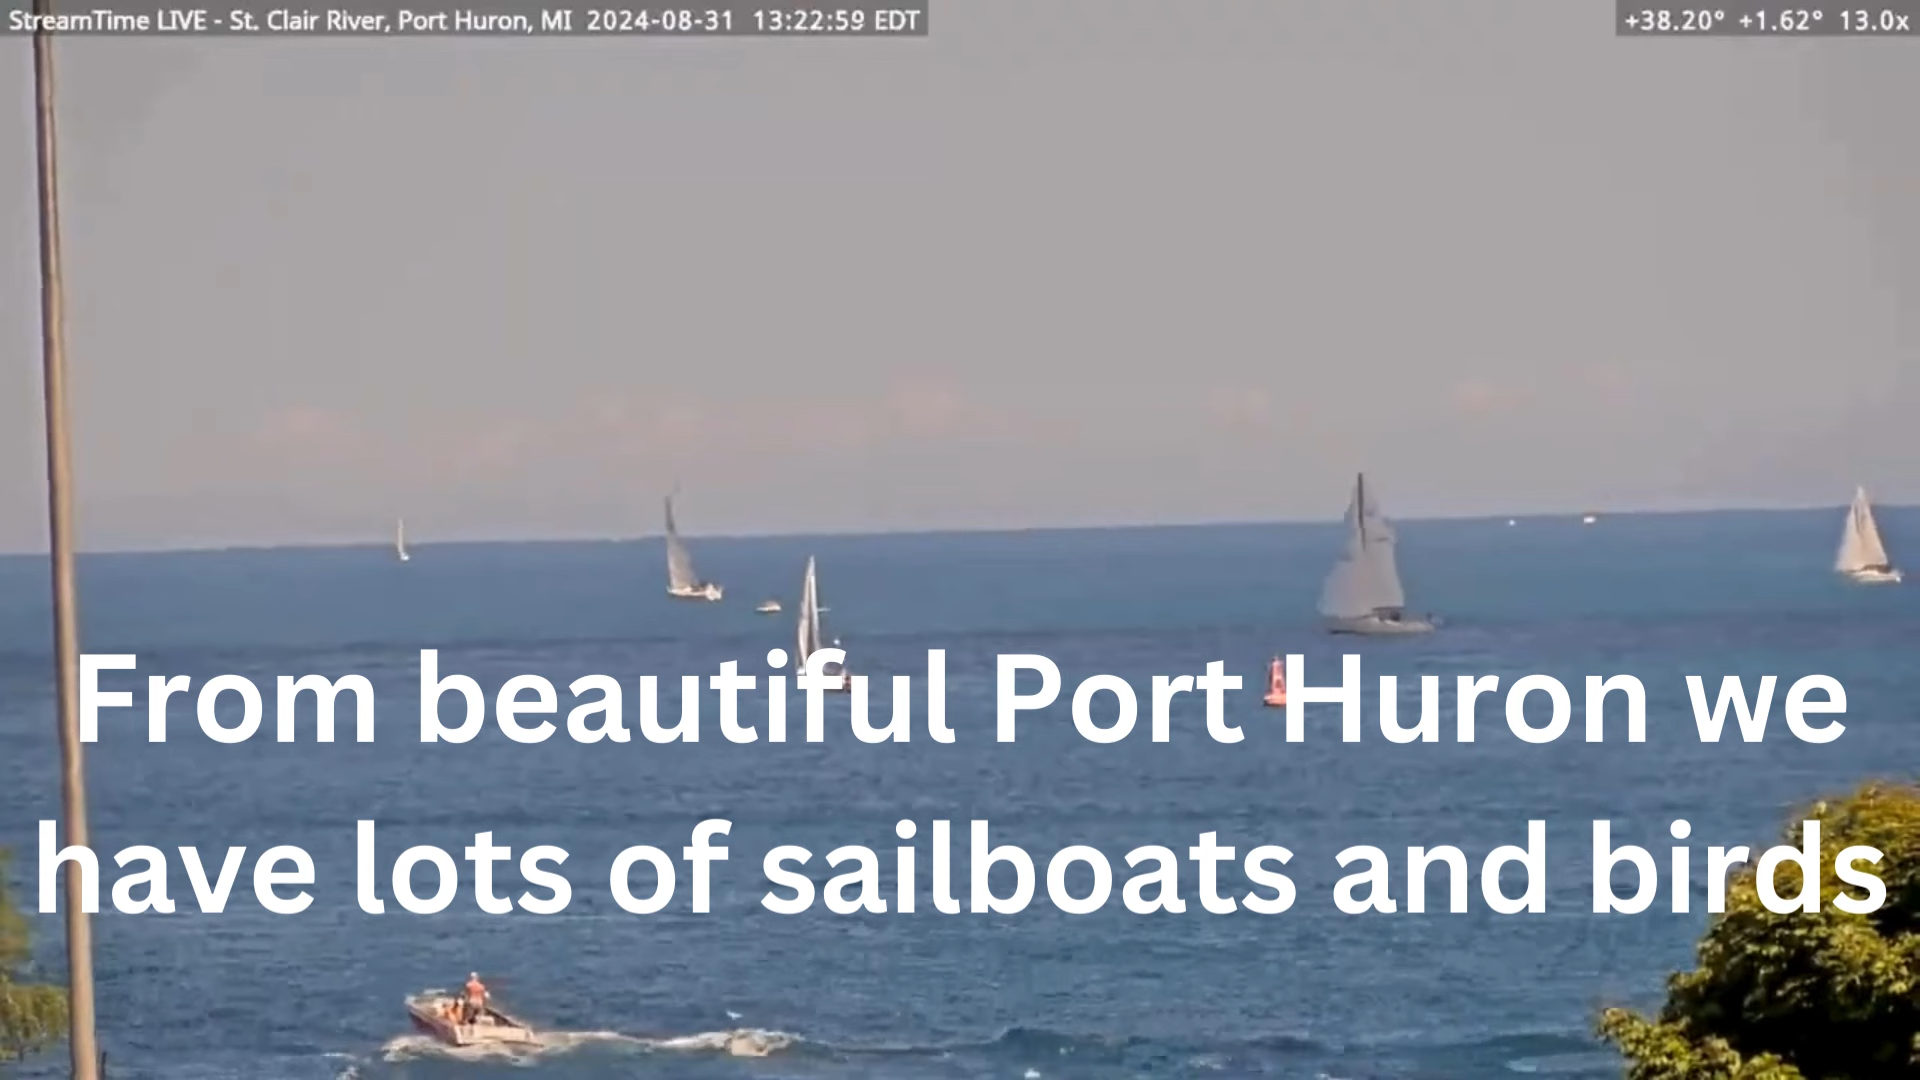 StreamTime LIVE - St. Clair River, Port Huron, MI 2024-08-31 13:22:59 EDT
+38.20° +1.62° 13.0x
From beautiful Port Huron we
have lots of sailboats and birds